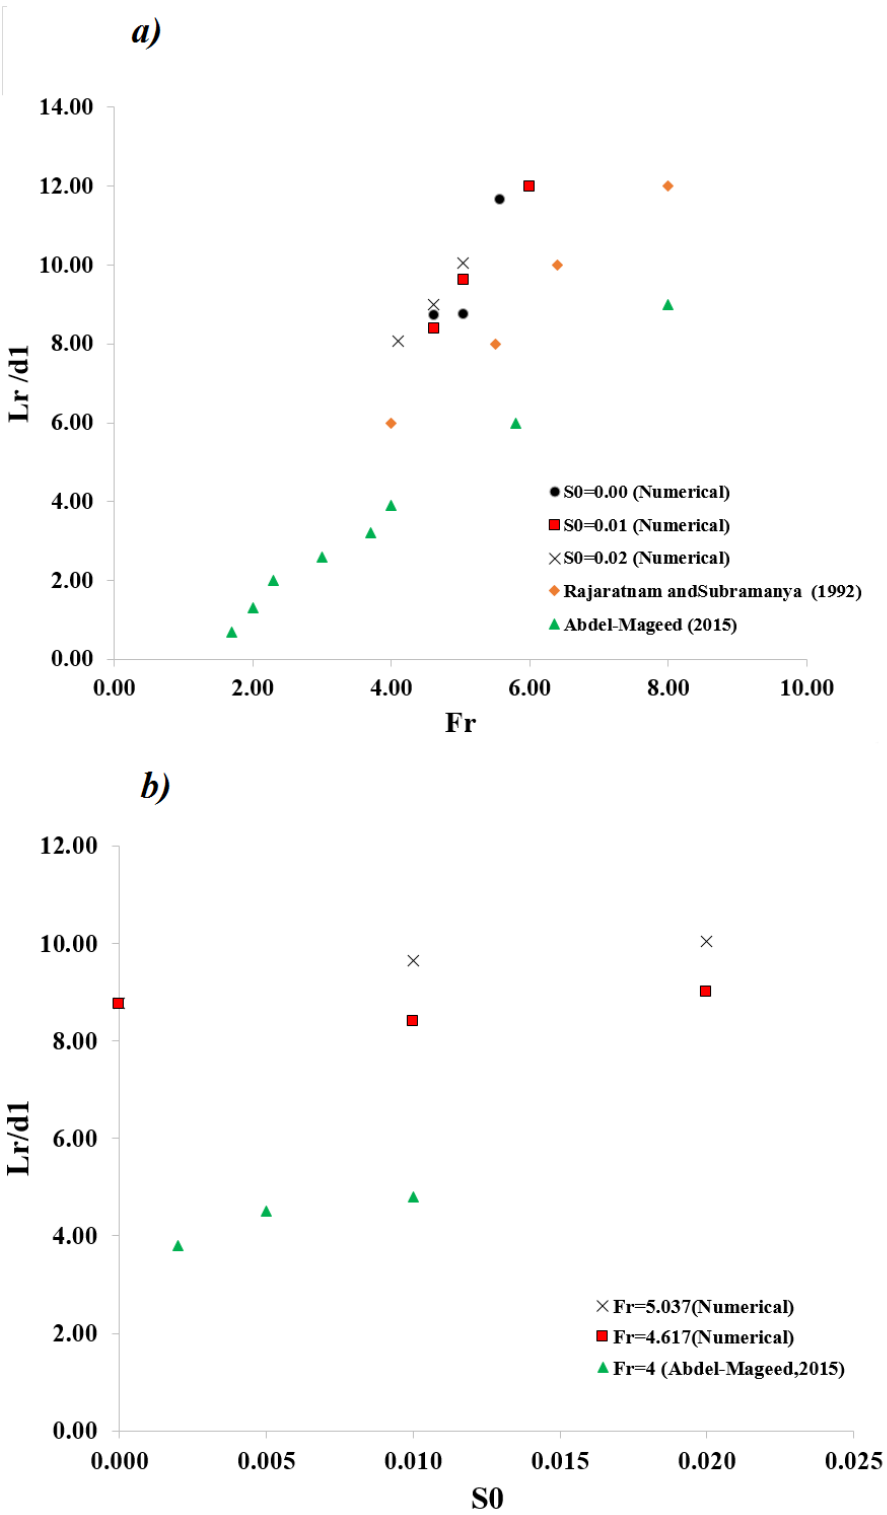 a)
14.00
12.00
10.00
8.00
6.00
4.00
2.00
0.00
Lr /d1
S0=0.00 (Numerical)
S0=0.01 (Numerical)
S0=0.02 (Numerical)
Rajaratnam andSubramanya (1992)
Abdel-Mageed (2015)
0.00 2.00 4.00 6.00 8.00 10.00
Fr
b)
12.00
10.00
8.00
6.00
4.00
2.00
0.00
Lr/d1
Fr=5.037(Numerical)
Fr=4.617(Numerical)
Fr=4 (Abdel-Mageed,2015)
0.000 0.005 0.010 0.015 0.020 0.025
S0